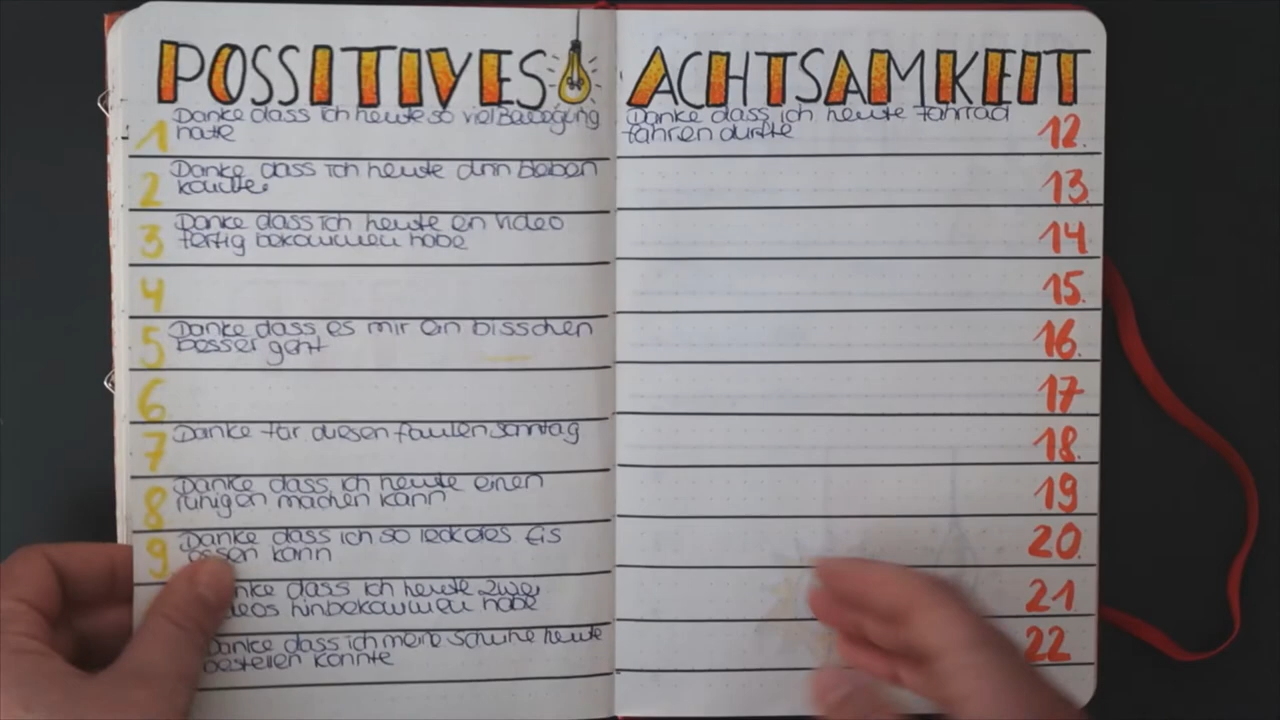 POSSITIVES
1 Danke dass ich heute so viel Bewegung
hatte
2 Danke dass ich heute drin bleiben
konnte.
3 Danke dass ich heute ein Video
fertig bekommen habe
4
5 Danke dass es mir ein bisschen
besser geht
6
7 Danke für diesen faulen Sonntag
8 Danke dass ich heute einen
ruhigen machen kann
9 Danke dass ich so leckeres Eis
essen kann
dass ich heute zwei
hinbekommen habe
Danke dass ich meine Schuhe heute
bestellen konnte
ACHTSAMKEIT
Danke dass ich heute Fahrrad
fahren durfte 12.
13.
14
15.
16.
17
18.
19
20.
21
22